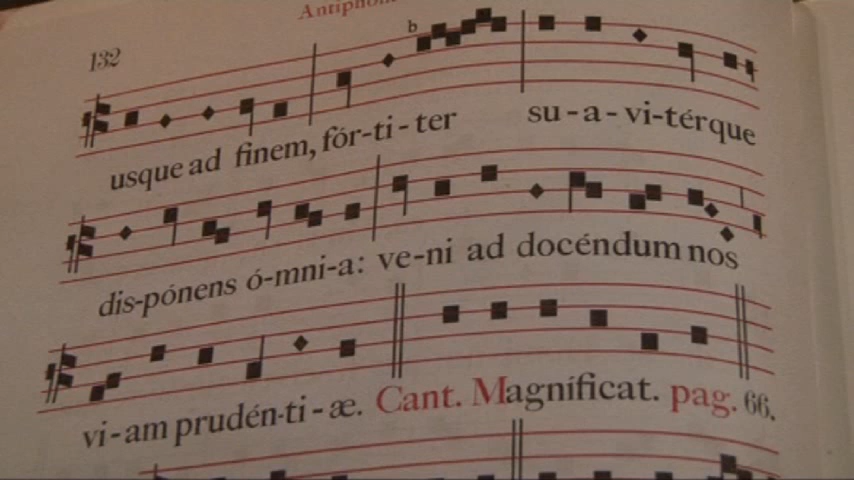 132
b
usque ad finem, fór-ti-ter su-a-vi-térque
dis-pónens ó-mni-a: ve-ni ad docéndum nos
vi-am prudén-ti-æ. Cant. Magníficat. pag. 66.